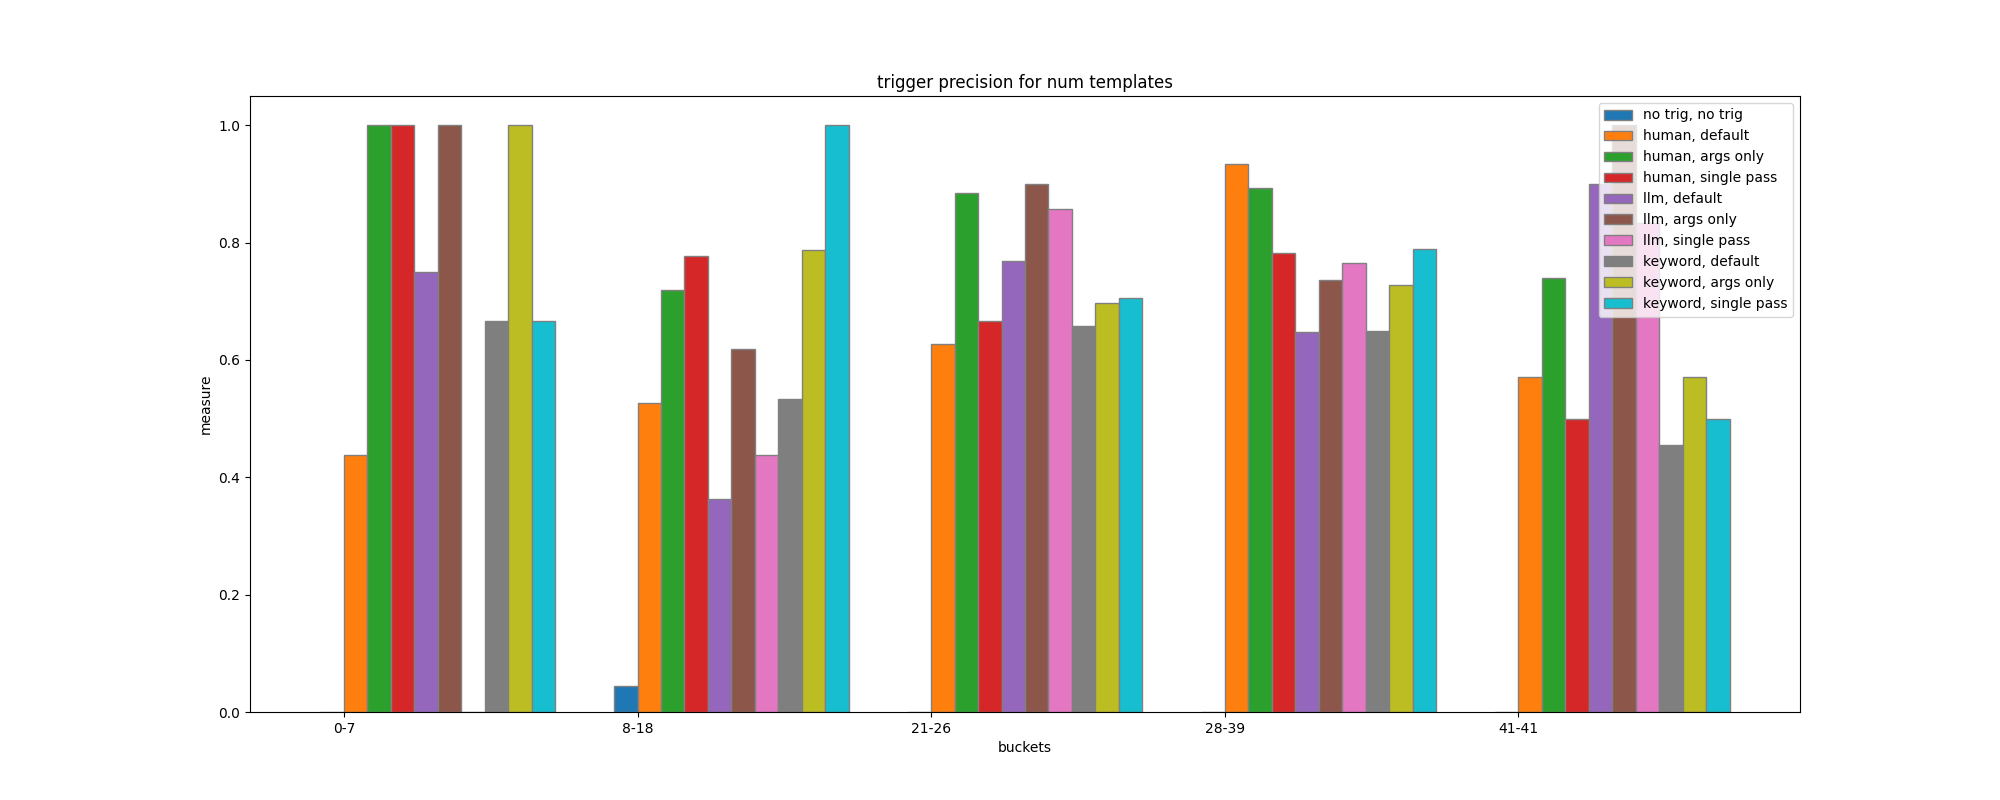 trigger precision for num templates
1.0
0.8
0.6
0.4
0.2
0.0
measure
no trig, no trig
human, default
human, args only
human, single pass
llm, default
llm, args only
llm, single pass
keyword, default
keyword, args only
keyword, single pass
0-7
8-18
21-26
28-39
41-41
buckets